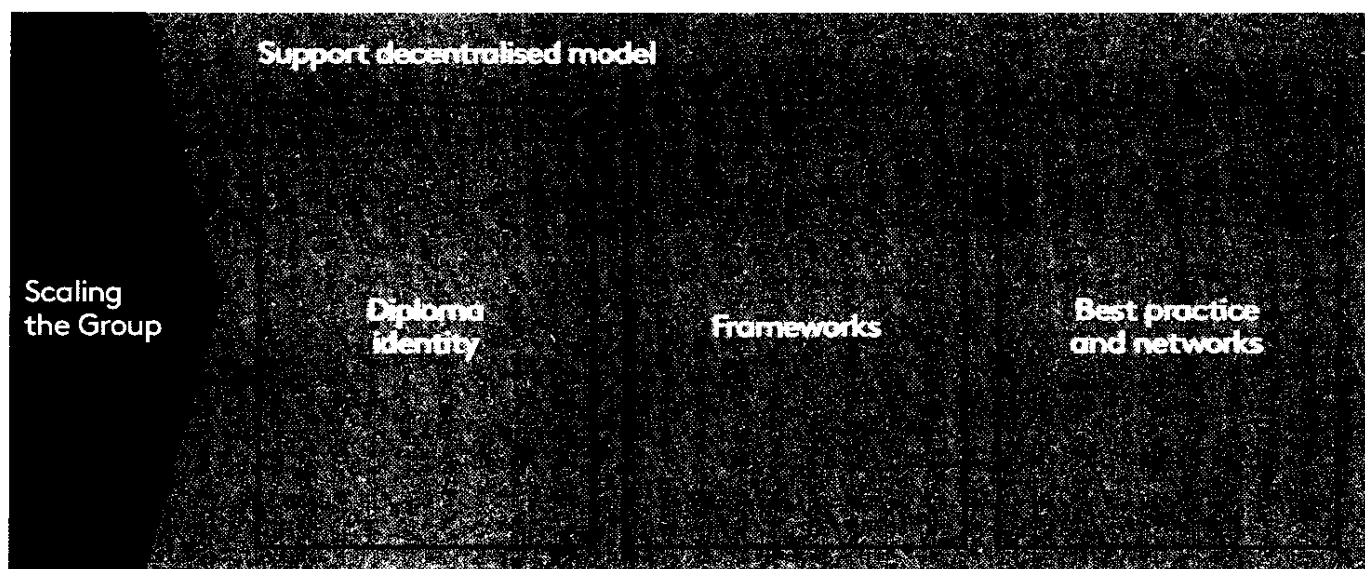 Support decentralised model
Scaling
the Group
Diploma
identity
Frameworks
Best practice
and networks